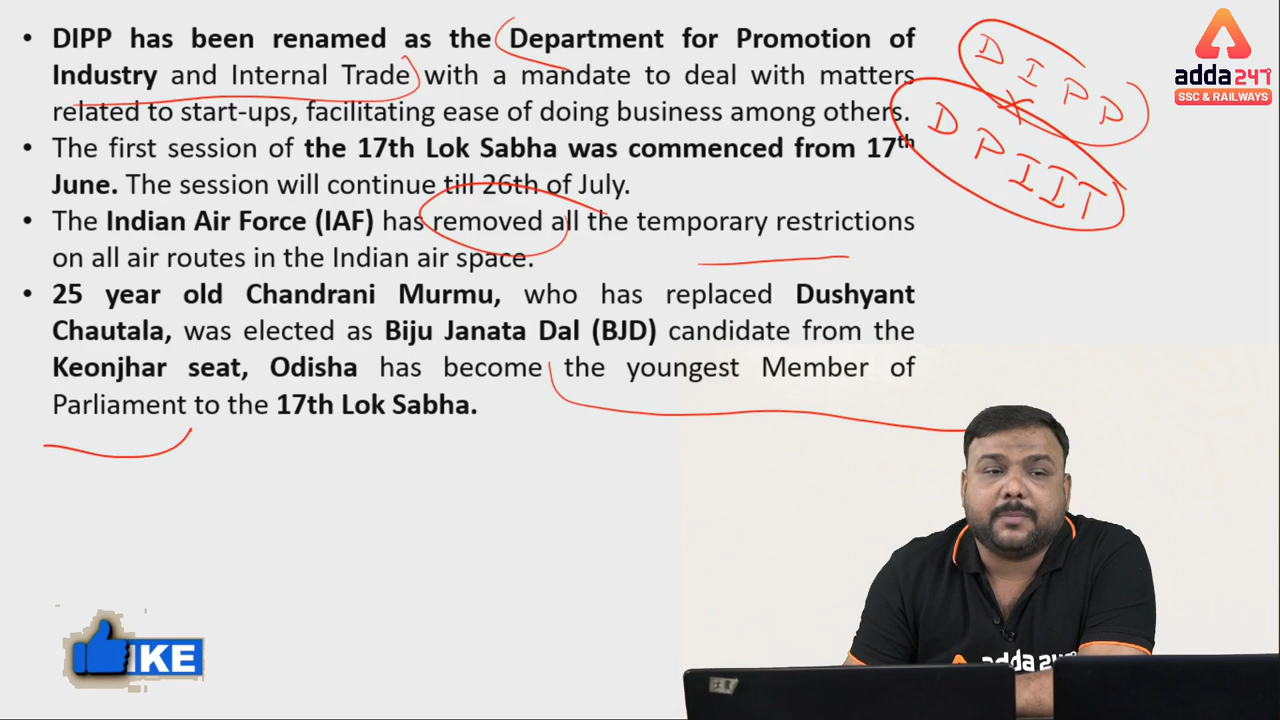 • DIPP has been renamed as the Department for Promotion of
Industry and Internal Trade with a mandate to deal with matters
related to start-ups, facilitating ease of doing business among others.
• The first session of the 17th Lok Sabha was commenced from 17th
June. The session will continue till 26th of July.
• The Indian Air Force (IAF) has removed all the temporary restrictions
on all air routes in the Indian air space.
• 25 year old Chandrani Murmu, who has replaced Dushyant
Chautala, was elected as Biju Janata Dal (BJD) candidate from the
Keonjhar seat, Odisha has become the youngest Member of
Parliament to the 17th Lok Sabha.
DIPP
DPIIT
adda247
SSC & RAILWAYS
adda247
KE